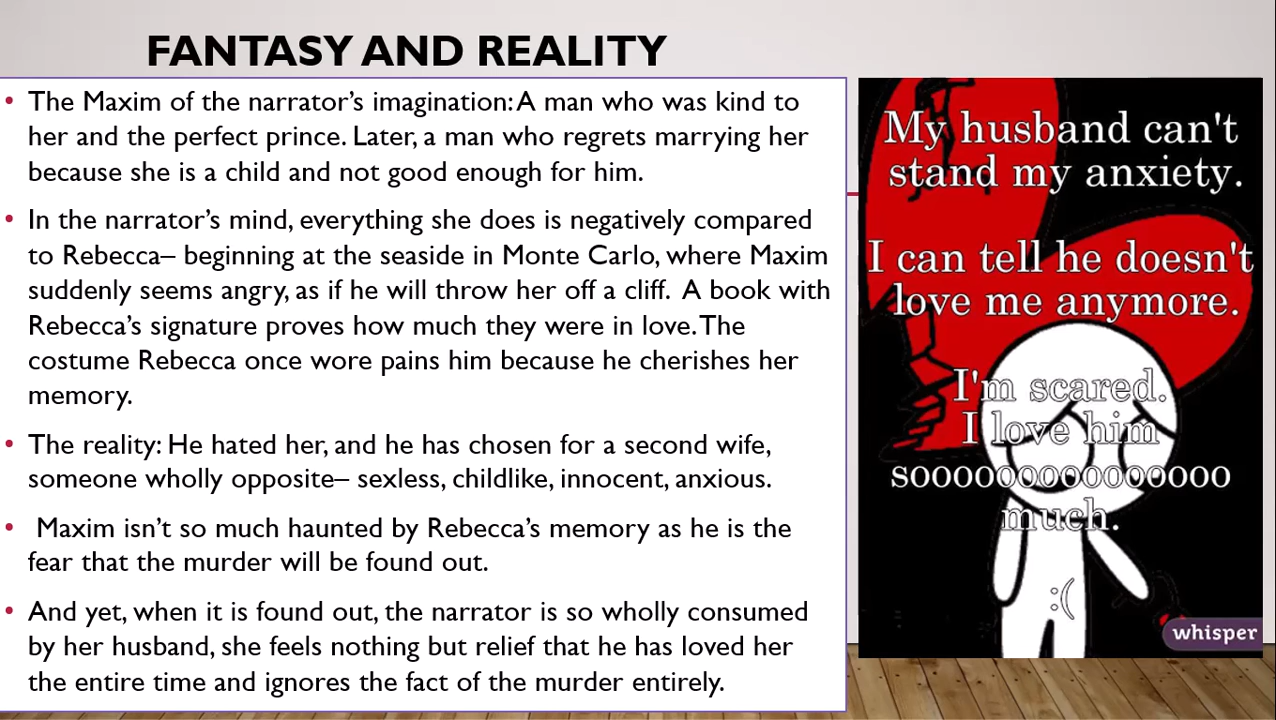 FANTASY AND REALITY
• The Maxim of the narrator's imagination: A man who was kind to
her and the perfect prince. Later, a man who regrets marrying her
because she is a child and not good enough for him.
• In the narrator's mind, everything she does is negatively compared
to Rebecca– beginning at the seaside in Monte Carlo, where Maxim
suddenly seems angry, as if he will throw her off a cliff. A book with
Rebecca's signature proves how much they were in love. The
costume Rebecca once wore pains him because he cherishes her
memory.
• The reality: He hated her, and he has chosen for a second wife,
someone wholly opposite– sexless, childlike, innocent, anxious.
• Maxim isn't so much haunted by Rebecca's memory as he is the
fear that the murder will be found out.
• And yet, when it is found out, the narrator is so wholly consumed
by her husband, she feels nothing but relief that he has loved her
the entire time and ignores the fact of the murder entirely.
My husband can't
stand my anxiety.
I can tell he doesn't
love me anymore.
I'm scared.
I love him
sooooooooooooooo
much.
:(
whisper